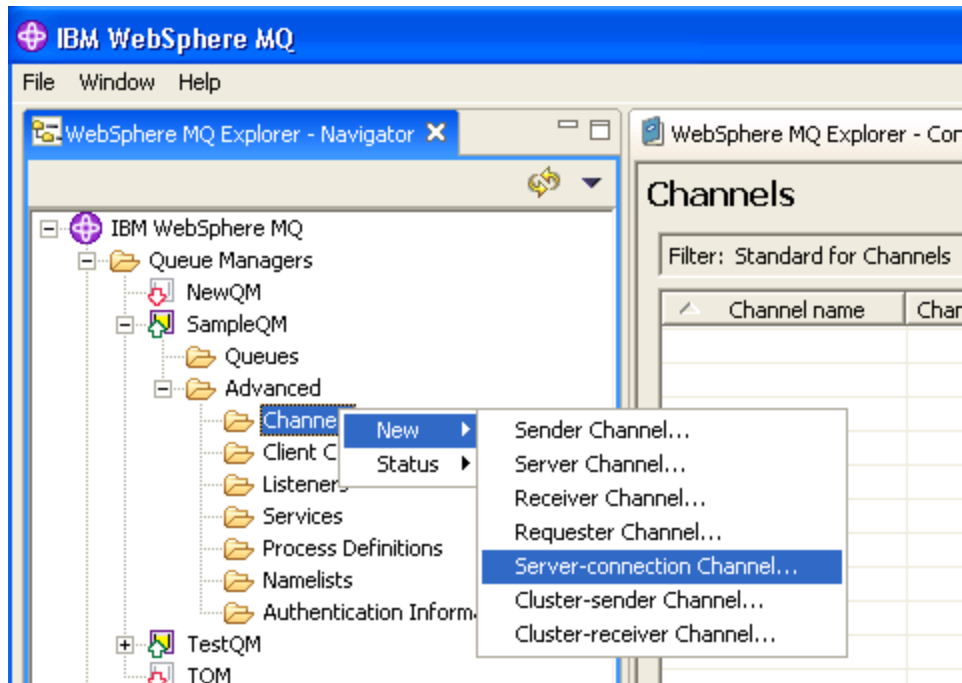 IBM WebSphere MQ
File Window Help
WebSphere MQ Explorer - Navigator
WebSphere MQ Explorer - Con
Channels
Filter: Standard for Channels
Channel name Chan
IBM WebSphere MQ
Queue Managers
NewQM
SampleQM
Queues
Advanced
Channe
Client C
Listeners
Services
Process Definitions
Namelists
Authentication Inform
TestQM
TOM
New
Status
Sender Channel...
Server Channel...
Receiver Channel...
Requester Channel...
Server-connection Channel...
Cluster-sender Channel...
Cluster-receiver Channel...